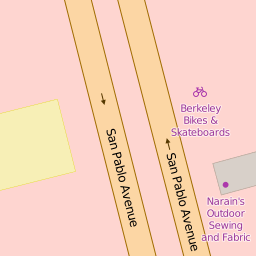 Berkeley
Bikes &
Skateboards
San Pablo Avenue
San Pablo Avenue
Narain's
Outdoor
Sewing
and Fabric